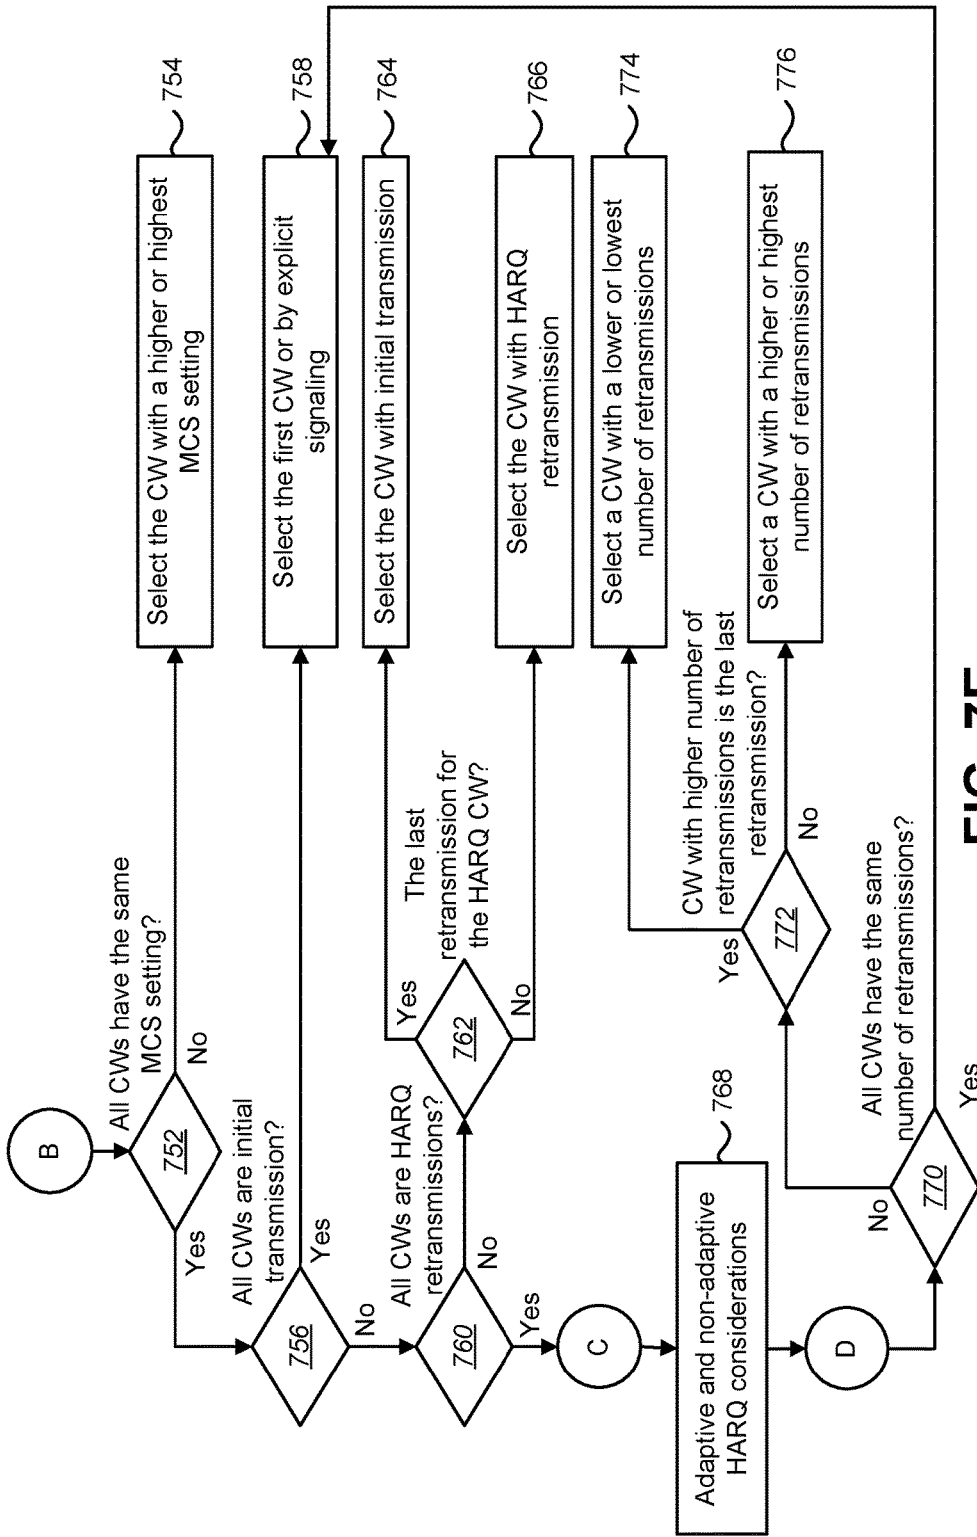 B
All CWs have the same
MCS setting?
752
No
Yes
Select the CW with a higher or highest
MCS setting
754
All CWs are initial
transmission?
756
Yes
No
Select the first CW or by explicit
signaling
758
All CWs are HARQ
retransmissions?
760
No
Yes
The last
retransmission for
the HARQ CW?
762
Yes
No
Select the CW with initial transmission
764
Select the CW with HARQ
retransmission
766
C
Adaptive and non-adaptive
HARQ considerations
768
D
All CWs have the same
number of retransmissions?
770
No
Yes
CW with higher number of
retransmissions is the last
retransmission?
772
Yes
No
Select a CW with a lower or lowest
number of retransmissions
774
Select a CW with a higher or highest
number of retransmissions
776